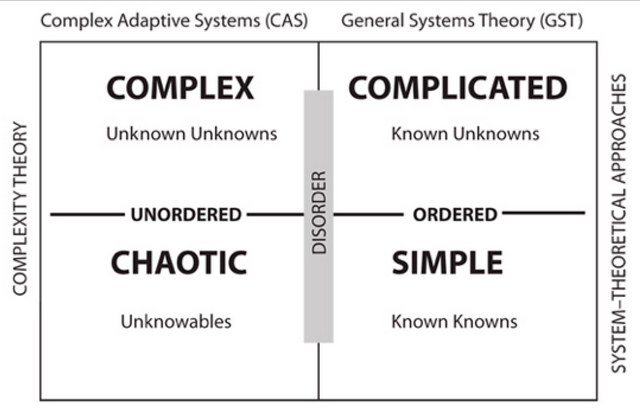 Complex Adaptive Systems (CAS)
General Systems Theory (GST)
COMPLEX
COMPLICATED
Unknown Unknowns
Known Unknowns
COMPLEXITY THEORY
DISORDER
SYSTEM–THEORETICAL APPROACHES
UNORDERED
ORDERED
CHAOTIC
SIMPLE
Unknowables
Known Knowns